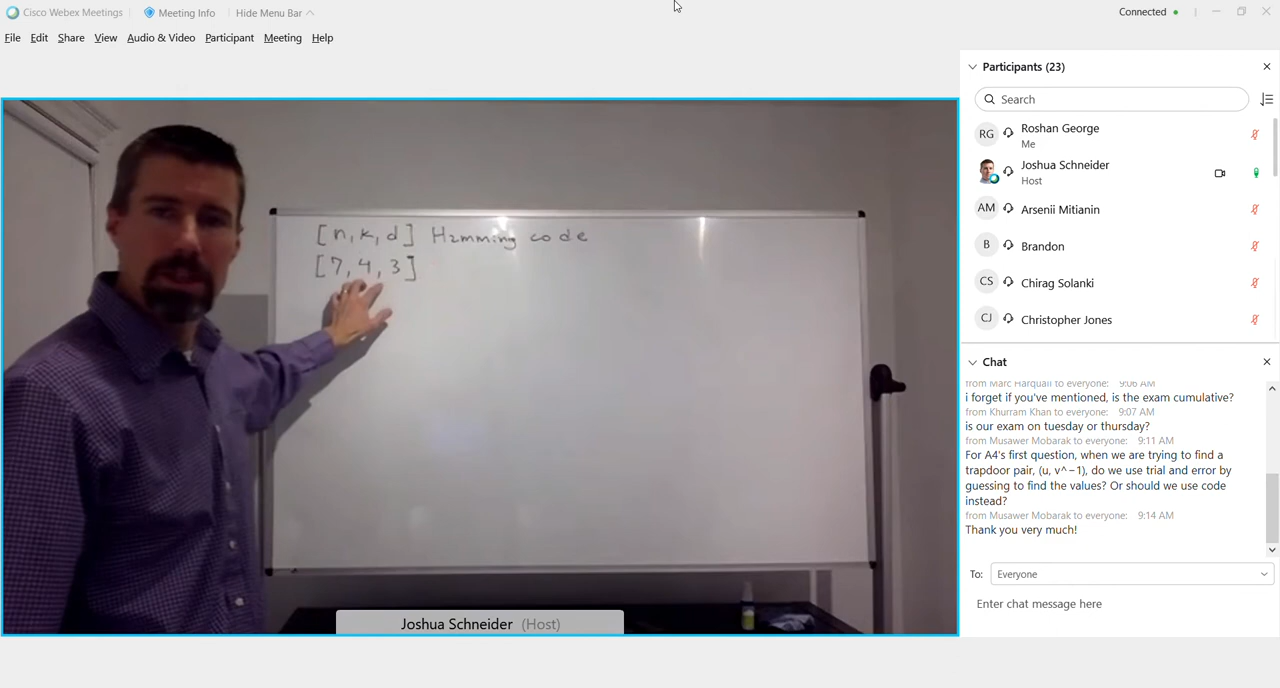 Cisco Webex Meetings
Meeting Info
Hide Menu Bar
Connected
File Edit Share View Audio & Video Participant Meeting Help
[n, k, d] Hamming code
[7, 4, 3]
Joshua Schneider (Host)
Participants (23)
Search
RG
Roshan George
Me
Joshua Schneider
Host
AM Arsenii Mitianin
B Brandon
CS Chirag Solanki
CJ Christopher Jones
Chat
from Marc Harquail to everyone: 9:06 AM
i forget if you've mentioned, is the exam cumulative?
from Khurram Khan to everyone: 9:07 AM
is our exam on tuesday or thursday?
from Musawer Mobarak to everyone: 9:11 AM
For A4's first question, when we are trying to find a
trapdoor pair, (u, v^−1), do we use trial and error by
guessing to find the values? Or should we use code
instead?
from Musawer Mobarak to everyone: 9:14 AM
Thank you very much!
To: Everyone
Enter chat message here